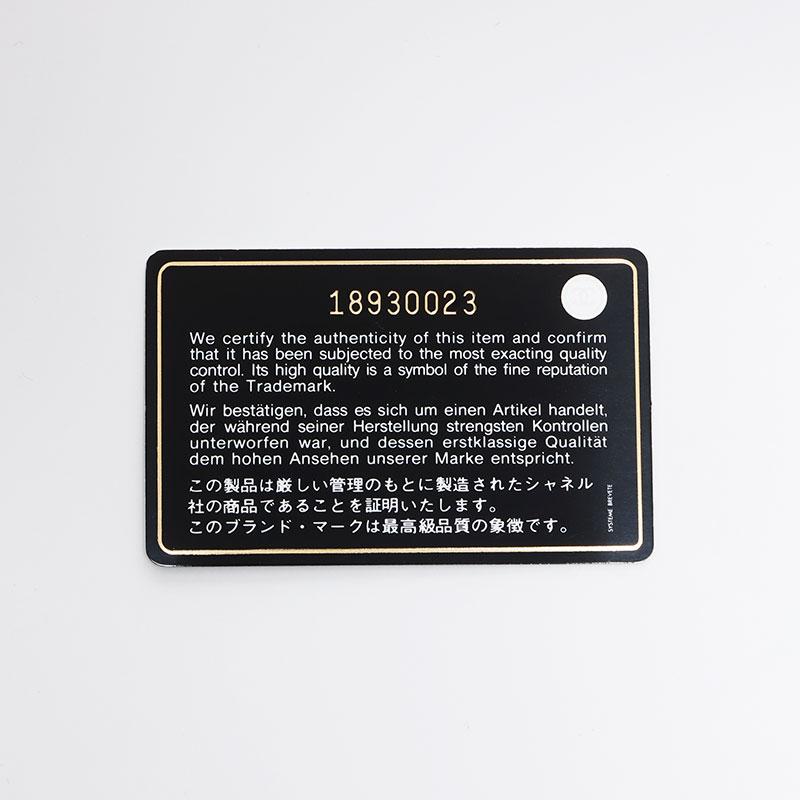 18930023
We certify the authenticity of this item and confirm
that it has been subjected to the most exacting quality
control. Its high quality is a symbol of the fine reputation
of the Trademark.
Wir bestätigen, dass es sich um einen Artikel handelt,
der während seiner Herstellung strengsten Kontrollen
unterworfen war, und dessen erstklassige Qualität
dem hohen Ansehen unserer Marke entspricht.
この製品は厳しい管理のもとに製造されたシャネル
社の商品であることを証明いたします。
このブランド・マークは最高級品質の象徴です。
SYSTEME BREVETE